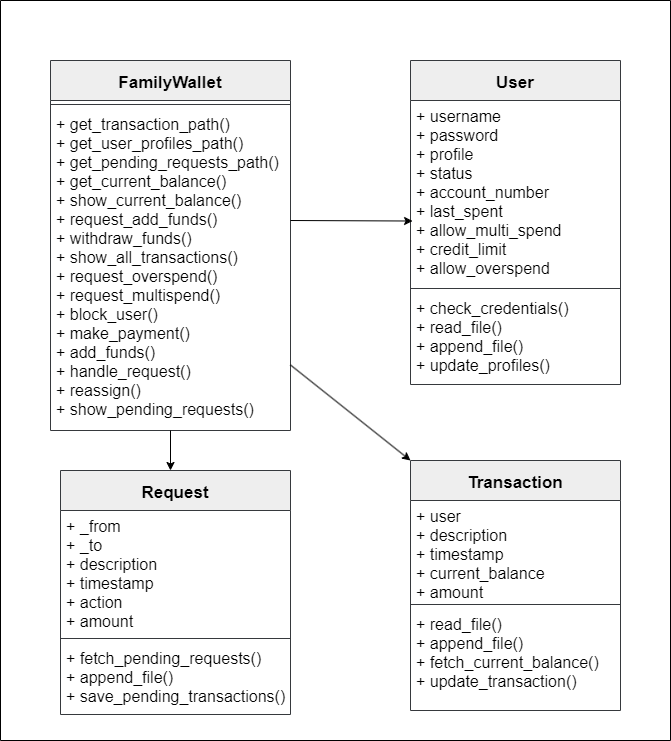 FamilyWallet
+ get_transaction_path()
+ get_user_profiles_path()
+ get_pending_requests_path()
+ get_current_balance()
+ show_current_balance()
+ request_add_funds()
+ withdraw_funds()
+ show_all_transactions()
+ request_overspend()
+ request_multispend()
+ block_user()
+ make_payment()
+ add_funds()
+ handle_request()
+ reassign()
+ show_pending_requests()
User
+ username
+ password
+ profile
+ status
+ account_number
+ last_spent
+ allow_multi_spend
+ credit_limit
+ allow_overspend
+ check_credentials()
+ read_file()
+ append_file()
+ update_profiles()
Request
+ _from
+ _to
+ description
+ timestamp
+ action
+ amount
+ fetch_pending_requests()
+ append_file()
+ save_pending_transactions()
Transaction
+ user
+ description
+ timestamp
+ current_balance
+ amount
+ read_file()
+ append_file()
+ fetch_current_balance()
+ update_transaction()